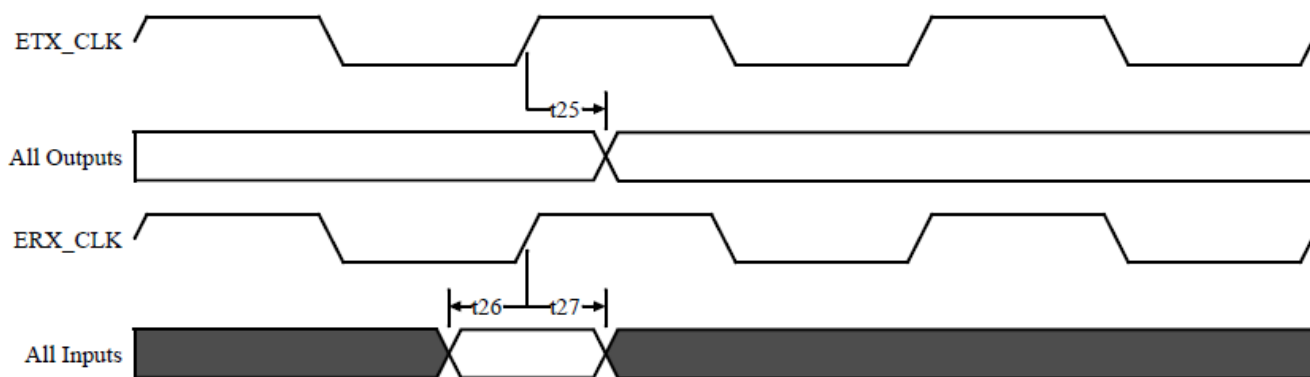 ETX_CLK
t25
All Outputs
ERX_CLK
t26 t27
All Inputs